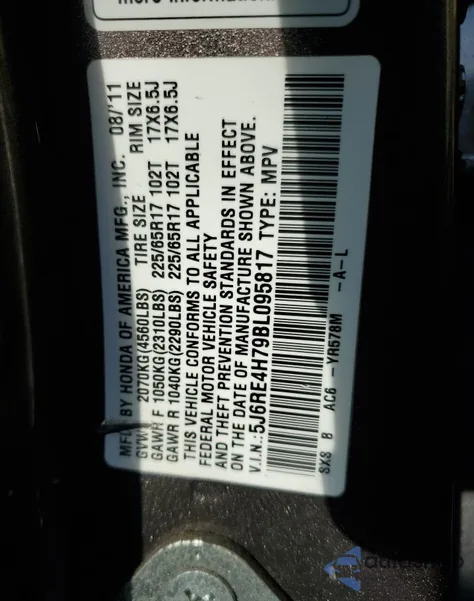 more information.
MFD BY HONDA OF AMERICA MFG., INC. 08/'11
GVWR 2070KG(4560LBS) TIRE SIZE RIM SIZE
GAWR F 1050KG(2310LBS) 225/65R17 102T 17X6.5J
GAWR R 1040KG(2290LBS) 225/65R17 102T 17X6.5J
THIS VEHICLE CONFORMS TO ALL APPLICABLE
FEDERAL MOTOR VEHICLE SAFETY
AND THEFT PREVENTION STANDARDS IN EFFECT
ON THE DATE OF MANUFACTURE SHOWN ABOVE.
V.I.N.:5J6RE4H79BL095817 TYPE: MPV
SXS B AC6 -YR578M -A-L